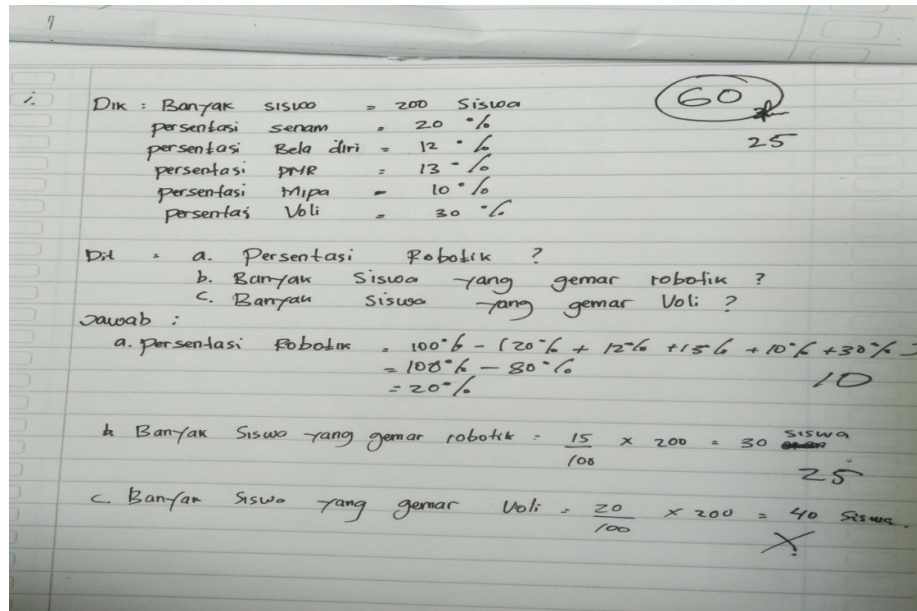 7
1. Dik : Banyak siswa = 200 Siswa
persentasi senam = 20 %
persentasi Bela diri = 12 %
persentasi PMR = 13 %
persentasi Mipa = 10 %
persentas Voli = 30 %
60
25
Dit = a. Persentasi Robotik ?
b. Banyak Siswa yang gemar robotik ?
c. Banyak Siswa yang gemar Voli ?
Jawab :
a. persentasi Robotik = 100% - (20% + 12% + 15% + 10% + 30%)
= 100% - 80%
= 20%
10
b Banyak Siswa yang gemar robotik = 15/100 x 200 = 30 siswa
25
c. Banyak Siswa yang gemar Voli = 20/100 x 200 = 40 Siswa.
X